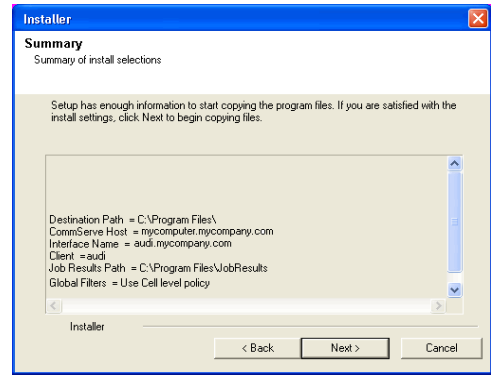 Installer
Summary
Summary of install selections
Setup has enough information to start copying the program files. If you are satisfied with the
install settings, click Next to begin copying files.
Destination Path = C:\Program Files\
CommServe Host = mycomputer.mycompany.com
Interface Name = audi.mycompany.com
Client =audi
Job Results Path = C:\Program Files\JobResults
Global Filters = Use Cell level policy
Installer
< Back Next > Cancel